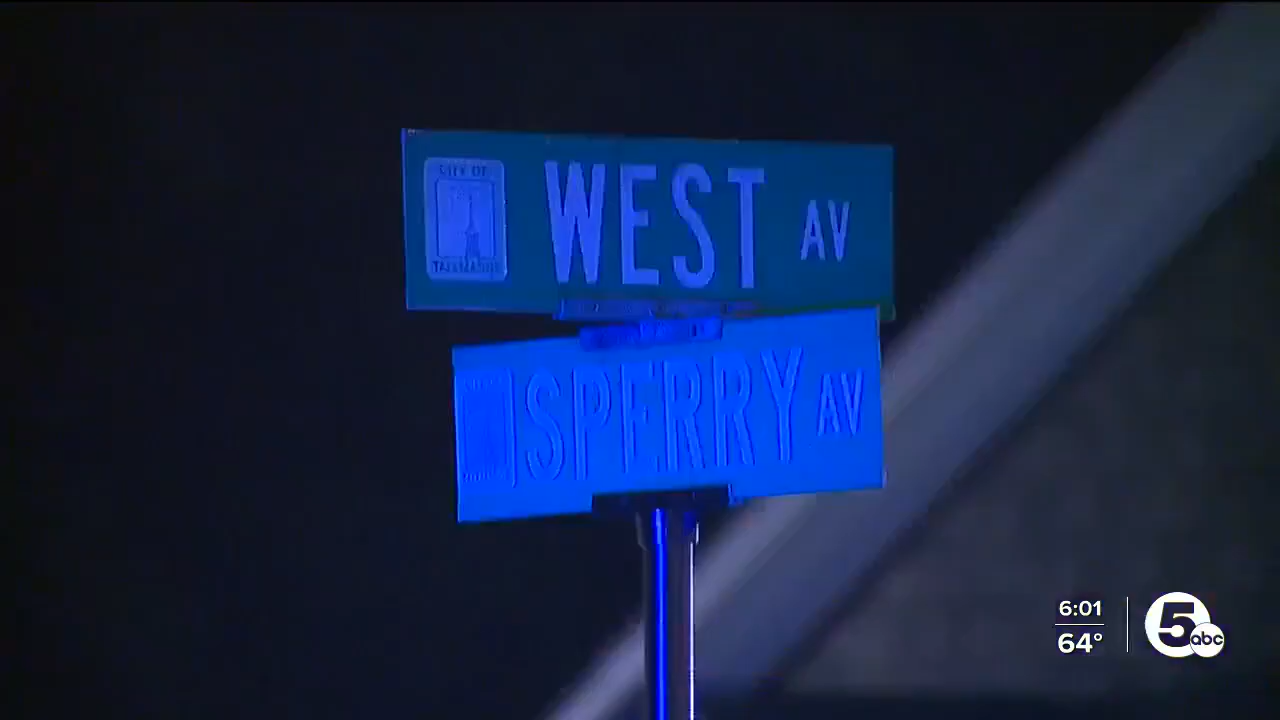 CITY OF
TALLMADGE
WEST AV
SPERRY AV
6:01
64°
5
abc